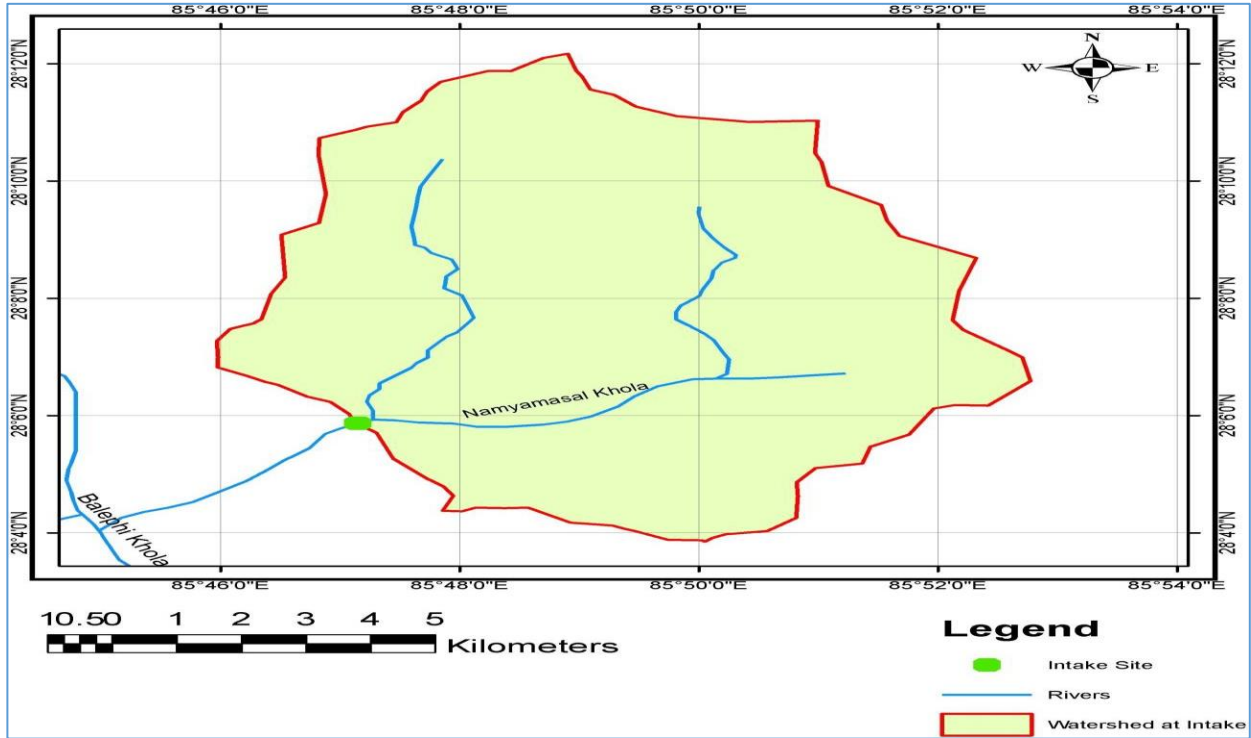 85°46'0"E 85°48'0"E 85°50'0"E 85°52'0"E 85°54'0"E
N
W E
S
28°12'0"N 28°12'0"N
28°10'0"N 28°10'0"N
28°8'0"N 28°8'0"N
Namyamasal Khola
28°6'0"N 28°6'0"N
Balephi Khola
28°4'0"N 28°4'0"N
85°46'0"E 85°48'0"E 85°50'0"E 85°52'0"E 85°54'0"E
10.50 1 2 3 4 5
Kilometers
Legend
Intake Site
Rivers
Watershed at Intake